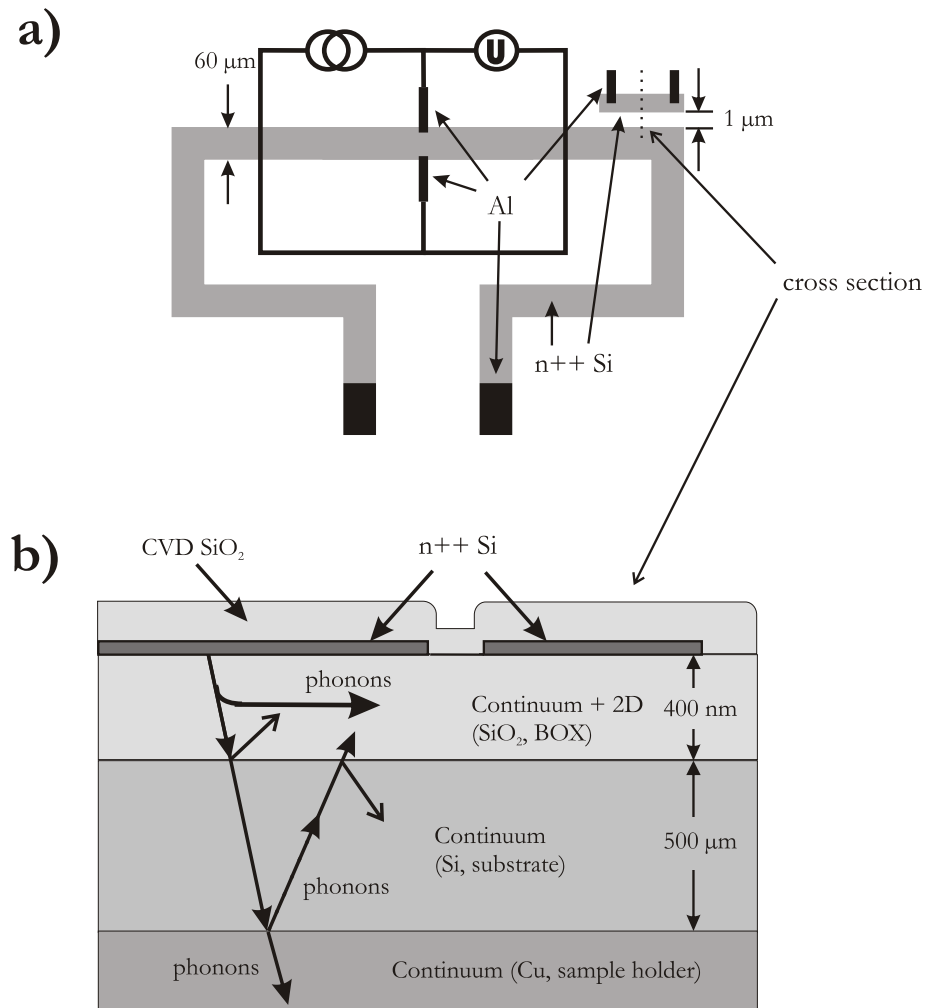 a)
60 μm
U
1 μm
Al
cross section
n++ Si
b)
CVD SiO₂
n++ Si
phonons
Continuum + 2D
(SiO₂, BOX)
400 nm
Continuum
(Si, substrate)
500 μm
phonons
phonons
Continuum (Cu, sample holder)